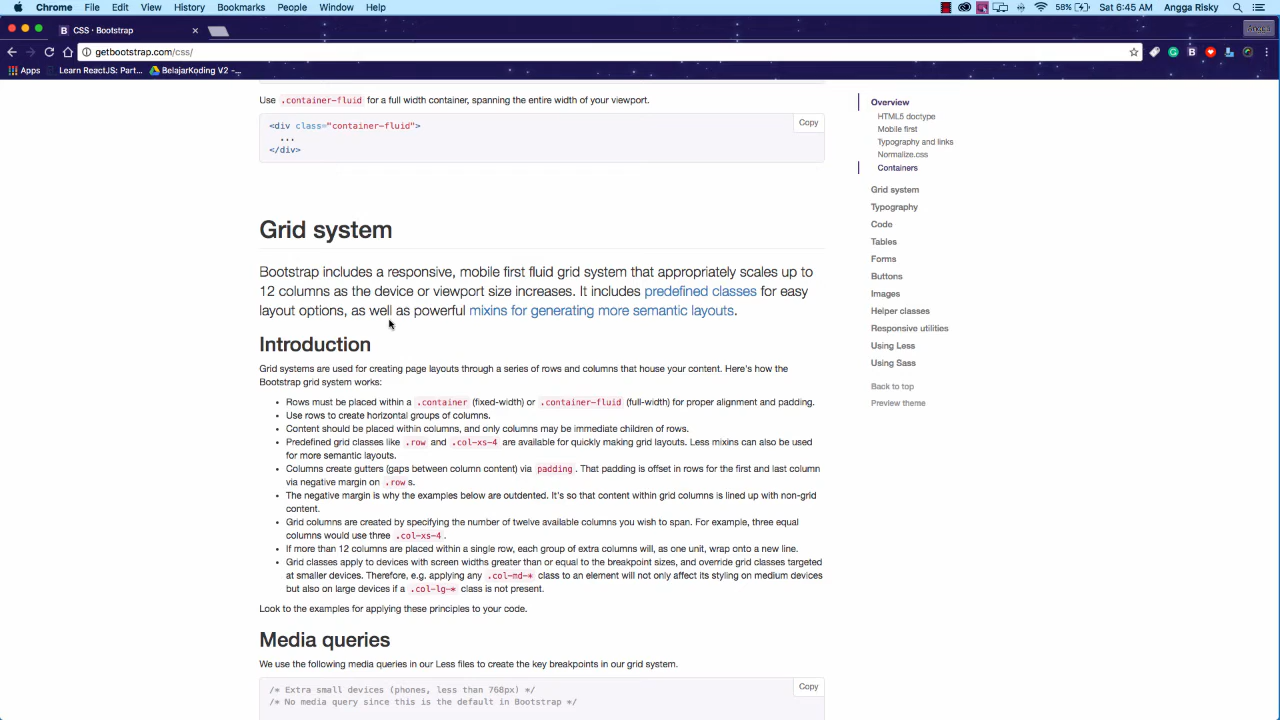 Chrome File Edit View History Bookmarks People Window Help 58% Sat 6:45 AM Angga Risky
CSS · Bootstrap
getbootstrap.com/css/
Apps Learn ReactJS: Part... BelajarKoding V2 -...
Use .container-fluid for a full width container, spanning the entire width of your viewport.
Copy
<div class="container-fluid">
...
</div>
Grid system
Bootstrap includes a responsive, mobile first fluid grid system that appropriately scales up to
12 columns as the device or viewport size increases. It includes predefined classes for easy
layout options, as well as powerful mixins for generating more semantic layouts.
Introduction
Grid systems are used for creating page layouts through a series of rows and columns that house your content. Here's how the
Bootstrap grid system works:
• Rows must be placed within a .container (fixed-width) or .container-fluid (full-width) for proper alignment and padding.
• Use rows to create horizontal groups of columns.
• Content should be placed within columns, and only columns may be immediate children of rows.
• Predefined grid classes like .row and .col-xs-4 are available for quickly making grid layouts. Less mixins can also be used
for more semantic layouts.
• Columns create gutters (gaps between column content) via padding. That padding is offset in rows for the first and last column
via negative margin on .rows.
• The negative margin is why the examples below are outdented. It's so that content within grid columns is lined up with non-grid
content.
• Grid columns are created by specifying the number of twelve available columns you wish to span. For example, three equal
columns would use three .col-xs-4.
• If more than 12 columns are placed within a single row, each group of extra columns will, as one unit, wrap onto a new line.
• Grid classes apply to devices with screen widths greater than or equal to the breakpoint sizes, and override grid classes targeted
at smaller devices. Therefore, e.g. applying any .col-md-* class to an element will not only affect its styling on medium devices
but also on large devices if a .col-lg-* class is not present.
Look to the examples for applying these principles to your code.
Media queries
We use the following media queries in our Less files to create the key breakpoints in our grid system.
Copy
/* Extra small devices (phones, less than 768px) */
/* No media query since this is the default in Bootstrap */
Overview
HTML5 doctype
Mobile first
Typography and links
Normalize.css
Containers
Grid system
Typography
Code
Tables
Forms
Buttons
Images
Helper classes
Responsive utilities
Using Less
Using Sass
Back to top
Preview theme